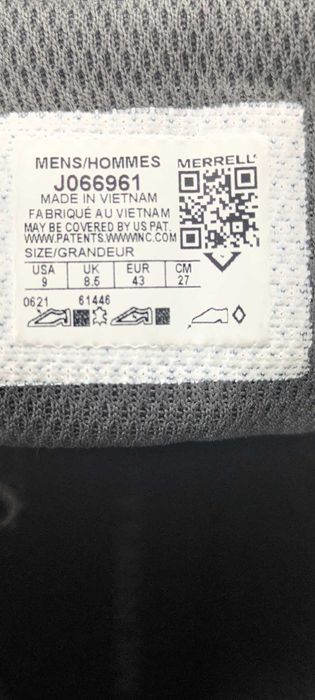 MENS/HOMMES
MERRELL
J066961
MADE IN VIETNAM
FABRIQUÉ AU VIETNAM
MAY BE COVERED BY US PAT.
WWW.PATENTS.WWWINC.COM
SIZE/GRANDEUR
USA UK EUR CM
9 8.5 43 27
0621 61446